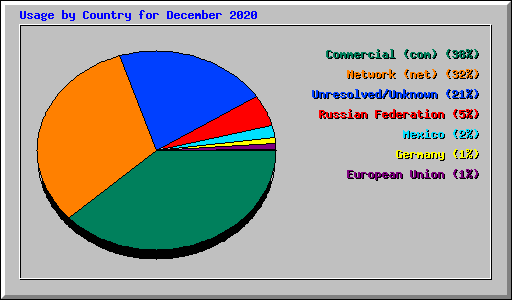 Usage by Country for December 2020
Commercial (com) (38%)
Network (net) (32%)
Unresolved/Unknown (21%)
Russian Federation (5%)
Mexico (2%)
Germany (1%)
European Union (1%)